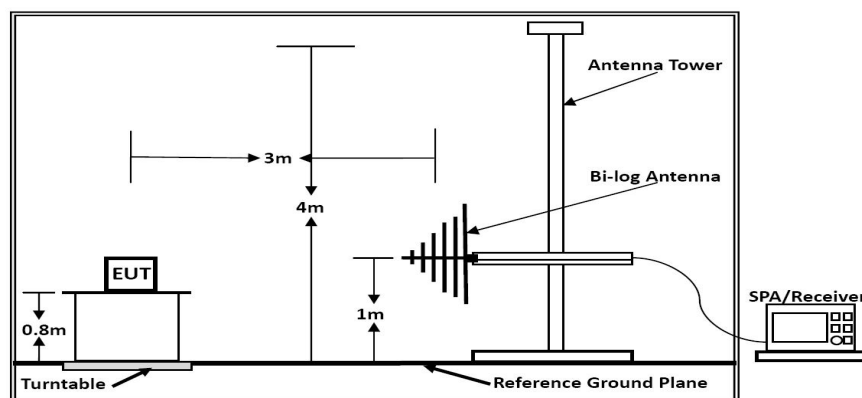 Antenna Tower
3m
Bi-log Antenna
4m
EUT
SPA/Receiver
0.8m
1m
Turntable
Reference Ground Plane